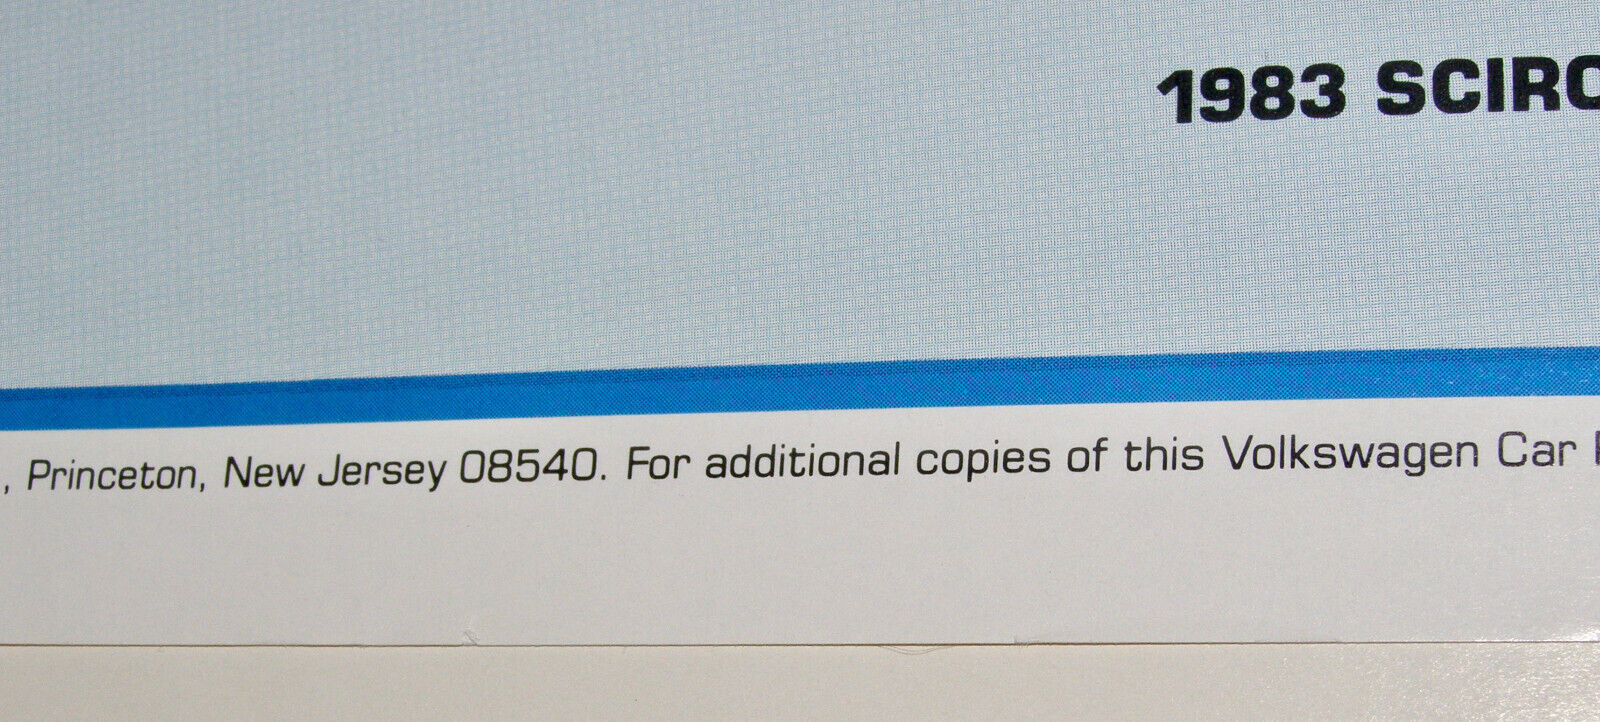 1983 SCIRO
, Princeton, New Jersey 08540. For additional copies of this Volkswagen Car